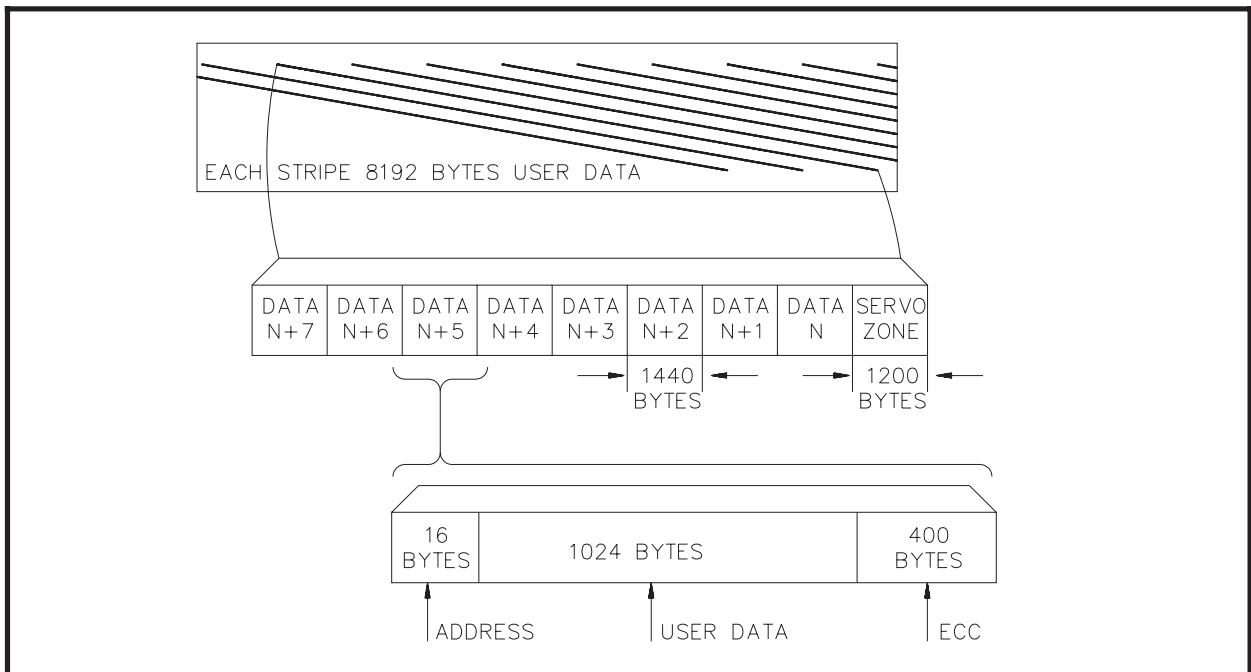 EACH STRIPE 8192 BYTES USER DATA
DATA N+7
DATA N+6
DATA N+5
DATA N+4
DATA N+3
DATA N+2
DATA N+1
DATA N
SERVO ZONE
1440 BYTES
1200 BYTES
16 BYTES
1024 BYTES
400 BYTES
ADDRESS
USER DATA
ECC